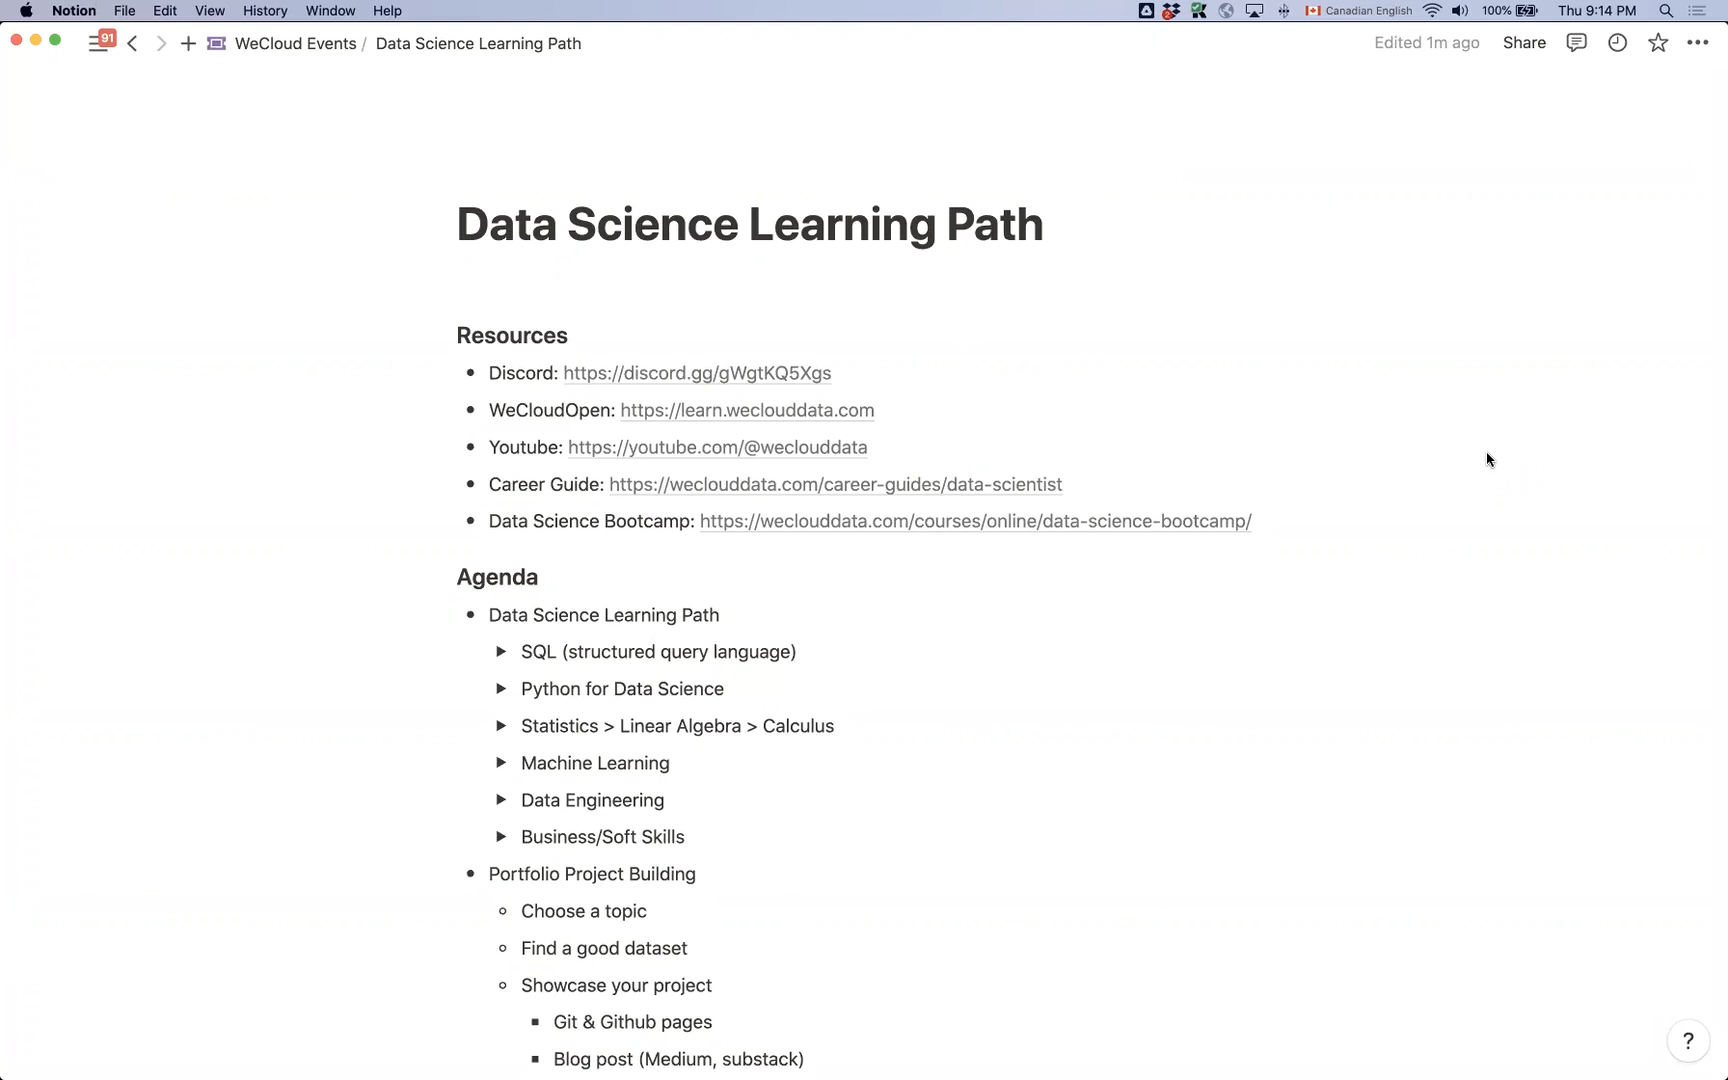 Notion File Edit View History Window Help 2 Canadian English 100% Thu 9:14 PM
91 + WeCloud Events / Data Science Learning Path Edited 1m ago Share
Data Science Learning Path
Resources
• Discord: https://discord.gg/gWgtKQ5Xgs
• WeCloudOpen: https://learn.weclouddata.com
• Youtube: https://youtube.com/@weclouddata
• Career Guide: https://weclouddata.com/career-guides/data-scientist
• Data Science Bootcamp: https://weclouddata.com/courses/online/data-science-bootcamp/
Agenda
• Data Science Learning Path
▶ SQL (structured query language)
▶ Python for Data Science
▶ Statistics > Linear Algebra > Calculus
▶ Machine Learning
▶ Data Engineering
▶ Business/Soft Skills
• Portfolio Project Building
◦ Choose a topic
◦ Find a good dataset
◦ Showcase your project
▪ Git & Github pages
▪ Blog post (Medium, substack)
?